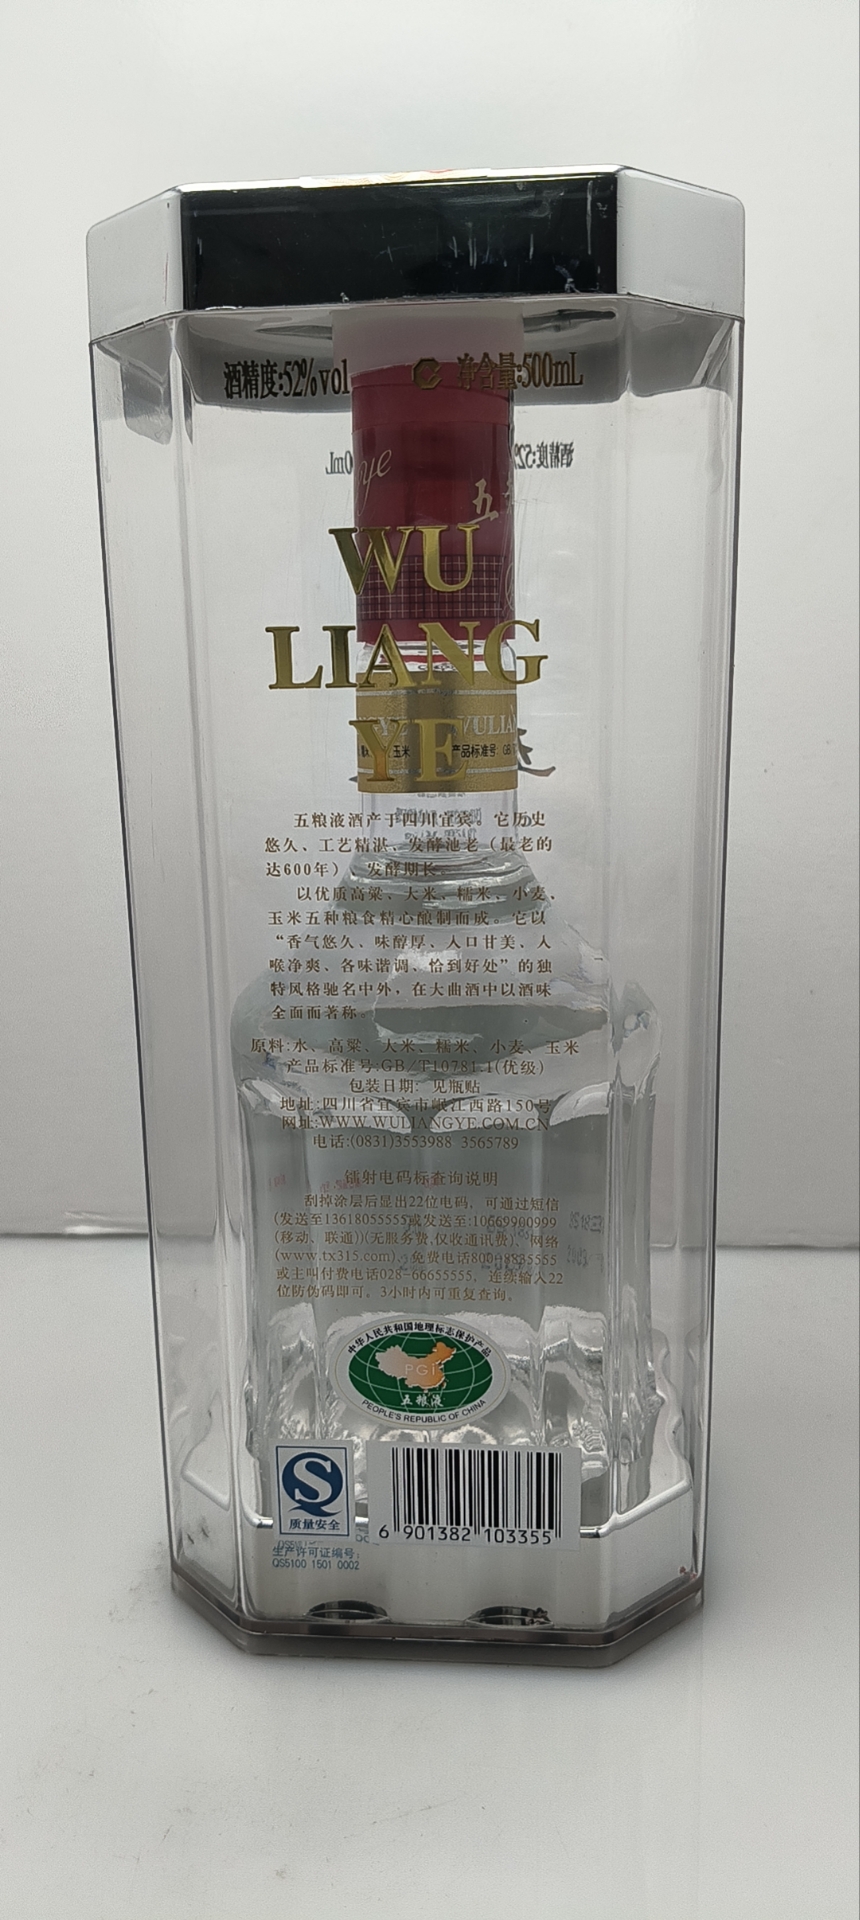 酒精度:52%vol 净含量:500mL
ye
五
WU
LIANG
YE
WULIA
玉米 产品标准号: GB
五粮液酒产于四川宜宾。它历史
悠久、工艺精湛、发酵池老（最老的
达600年）、发酵期长。
以优质高粱、大米、糯米、小麦、
玉米五种粮食精心酿制而成。它以
“香气悠久、味醇厚、入口甘美、入
喉净爽、各味谐调、恰到好处”的独
特风格驰名中外，在大曲酒中以酒味
全面而著称。
原料:水、高粱、大米、糯米、小麦、玉米
产品标准号:GB/T10781.1(优级)
包装日期: 见瓶贴
地址:四川省宜宾市岷江西路150号
网址:WWW.WULIANGYE.COM.CN
电话:(0831)3553988 3565789
镭射电码标查询说明
刮掉涂层后显出22位电码，可通过短信
(发送至13618055555或发送至:10669900999
(移动、联通))(无服务费,仅收通讯费)、网络
(www.tx315.com)、免费电话800-8835555
或主叫付费电话028-66655555，连续输入22
位防伪码即可。3小时内可重复查询。
中华人民共和国地理标志保护产品
PGI
五粮液
PEOPLE'S REPUBLIC OF CHINA
质量安全
6 901382 103355
生产许可证编号:
QS5100 1501 0002